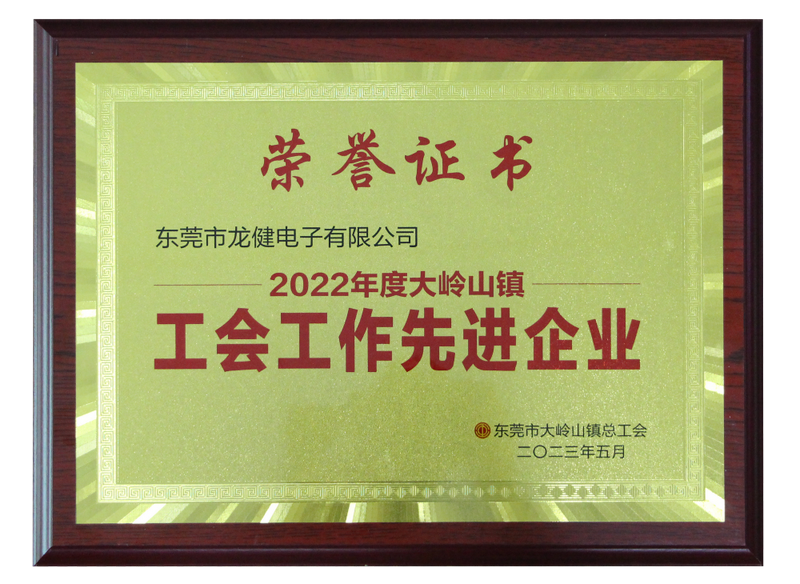 荣誉证书
东莞市龙健电子有限公司
2022年度大岭山镇
工会工作先进企业
东莞市大岭山镇总工会
二〇二三年五月